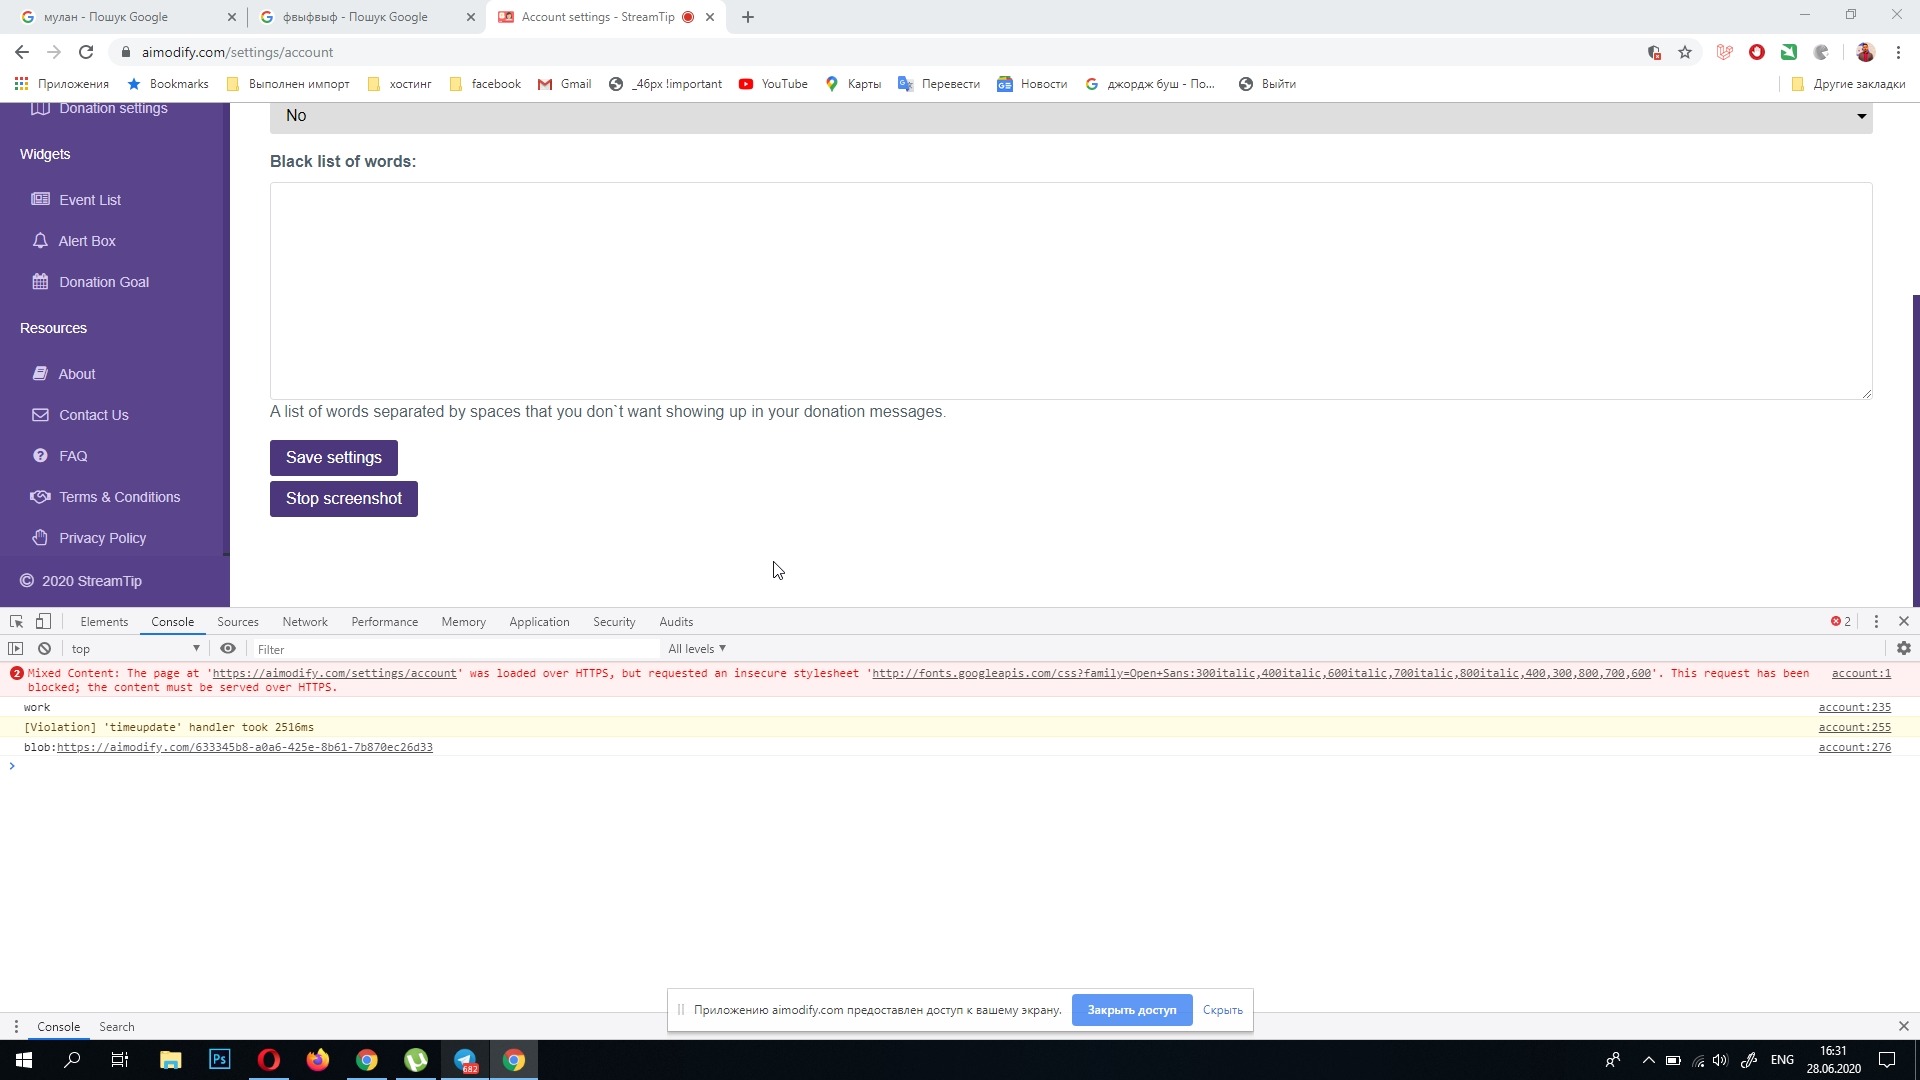 мулан - Пошук Google
фвыфвыф - Пошук Google
Account settings - StreamTip
aimodify.com/settings/account
Приложения
Bookmarks
Выполнен импорт
хостинг
facebook
Gmail
_46px !important
YouTube
Карты
Перевести
Новости
джордж буш - По...
Выйти
Другие закладки
Donation settings
Widgets
Event List
Alert Box
Donation Goal
Resources
About
Contact Us
FAQ
Terms & Conditions
Privacy Policy
© 2020 StreamTip
No
Black list of words:
A list of words separated by spaces that you don`t want showing up in your donation messages.
Save settings
Stop screenshot
Elements Console Sources Network Performance Memory Application Security Audits
2
top
Filter
All levels
2 Mixed Content: The page at 'https://aimodify.com/settings/account' was loaded over HTTPS, but requested an insecure stylesheet 'http://fonts.googleapis.com/css?family=Open+Sans:300italic,400italic,600italic,700italic,800italic,400,300,800,700,600'. This request has been account:1
blocked; the content must be served over HTTPS.
work account:235
[Violation] 'timeupdate' handler took 2516ms account:255
blob:https://aimodify.com/633345b8-a0a6-425e-8b61-7b870ec26d33 account:276
>
Приложению aimodify.com предоставлен доступ к вашему экрану.
Закрыть доступ
Скрыть
Console Search
Ps
682
ENG
16:31
28.06.2020